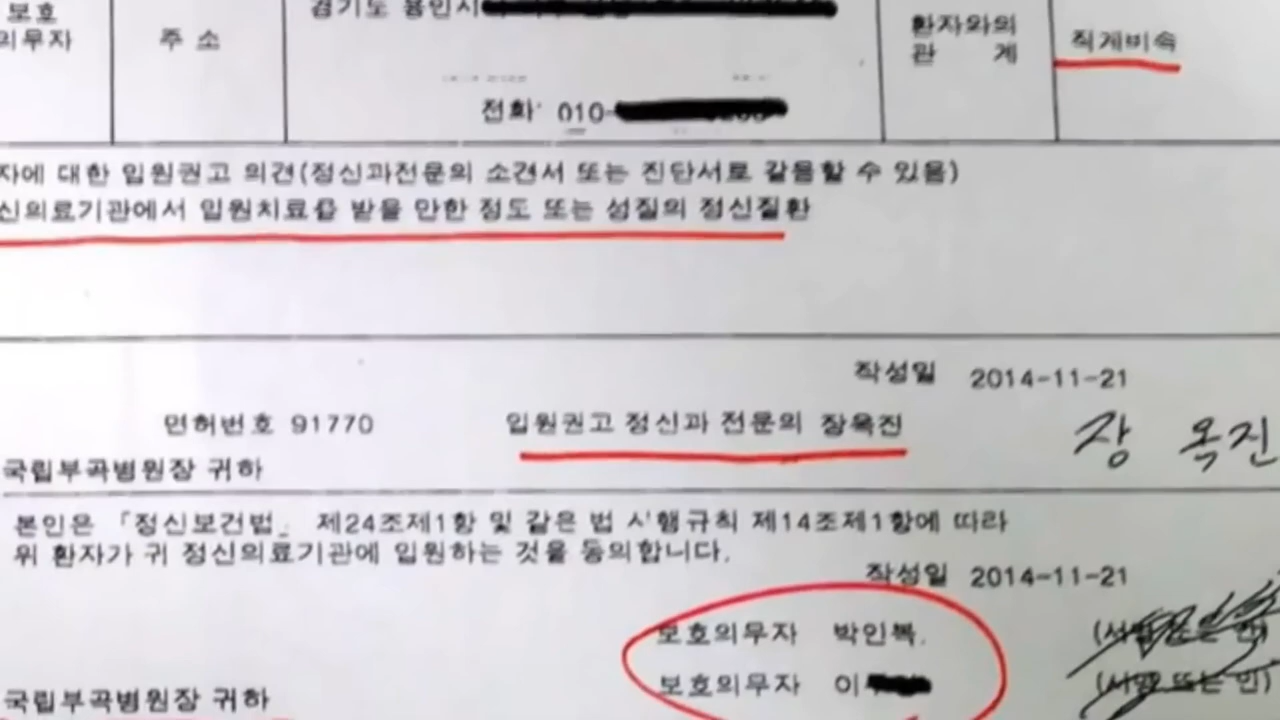 보호
의무자
주 소
경기도 용인시
전화 010-
환자와의
관 계
직계비속
자에 대한 입원권고 의견(정신과전문의 소견서 또는 진단서로 갈음할 수 있음)
신의료기관에서 입원치료를 받을 만한 정도 또는 성질의 정신질환
작성일 2014-11-21
면허번호 91770 입원권고 정신과 전문의 장옥진 장 옥진
국립부곡병원장 귀하
본인은 「정신보건법」 제24조제1항 및 같은 법 시행규칙 제14조제1항에 따라
위 환자가 귀 정신의료기관에 입원하는 것을 동의합니다.
작성일 2014-11-21
보호의무자 박인복. (서명 또는 인)
보호의무자 이 (서명 또는 인)
국립부곡병원장 귀하